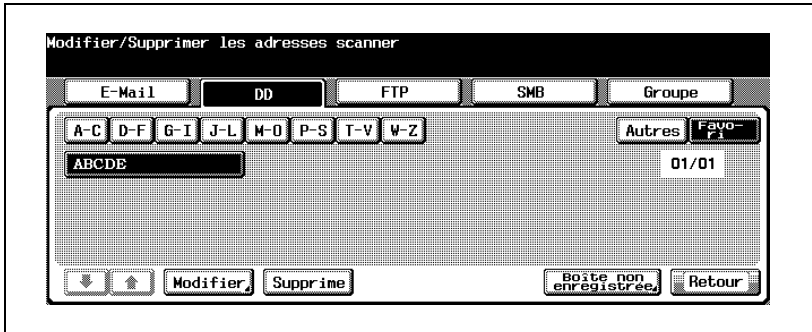 Modifier/Supprimer les adresses scanner
E-Mail DD FTP SMB Groupe
A-C D-F G-I J-L M-O P-S T-V W-Z Autres Favo-
ri
ABCDE 01/01
Modifier Supprime Boîte non
enregistrée Retour